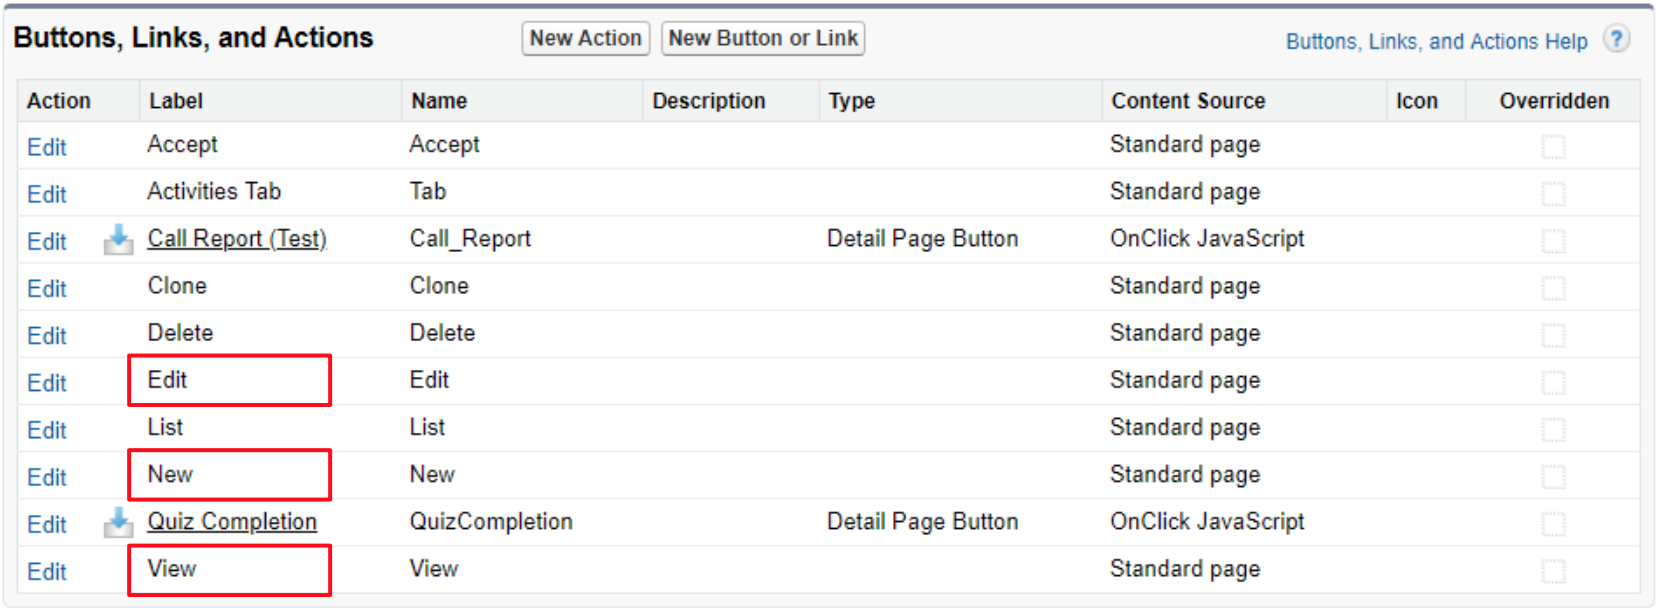 Buttons, Links, and Actions New Action New Button or Link Buttons, Links, and Actions Help ?
Action Label Name Description Type Content Source Icon Overridden
Edit Accept Accept Standard page
Edit Activities Tab Tab Standard page
Edit Call Report (Test) Call_Report Detail Page Button OnClick JavaScript
Edit Clone Clone Standard page
Edit Delete Delete Standard page
Edit Edit Edit Standard page
Edit List List Standard page
Edit New New Standard page
Edit Quiz Completion QuizCompletion Detail Page Button OnClick JavaScript
Edit View View Standard page